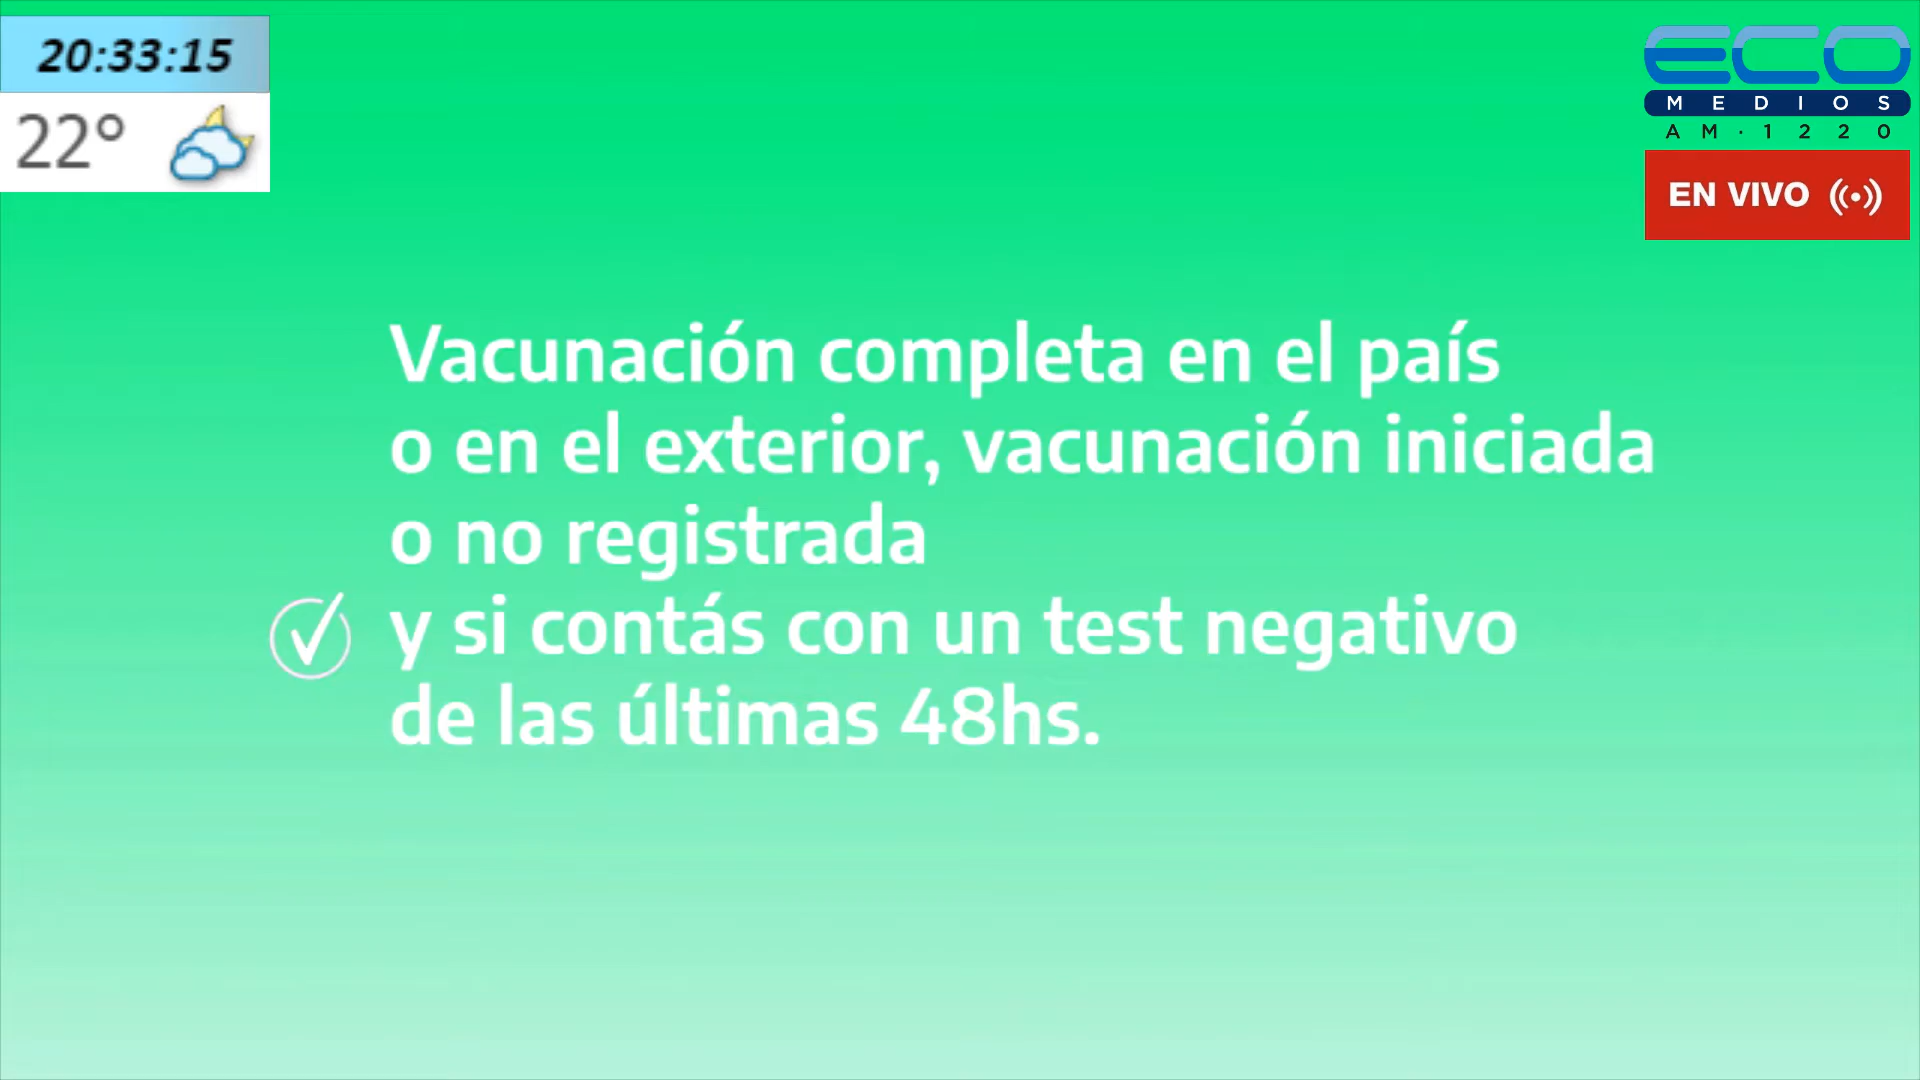 20:33:15
22°
ECO
MEDIOS
AM·1220
EN VIVO
Vacunación completa en el país
o en el exterior, vacunación iniciada
o no registrada
y si contás con un test negativo
de las últimas 48hs.